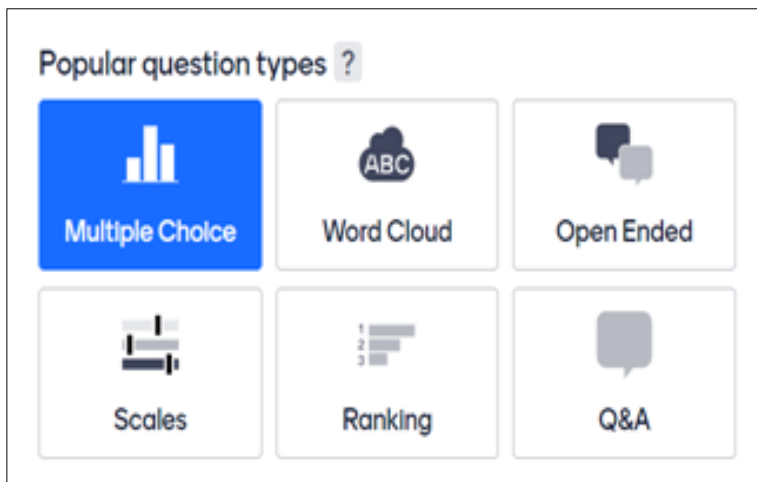 Popular question types ?
ABC
Multiple Choice Word Cloud Open Ended
1
2
3
Scales Ranking Q&A